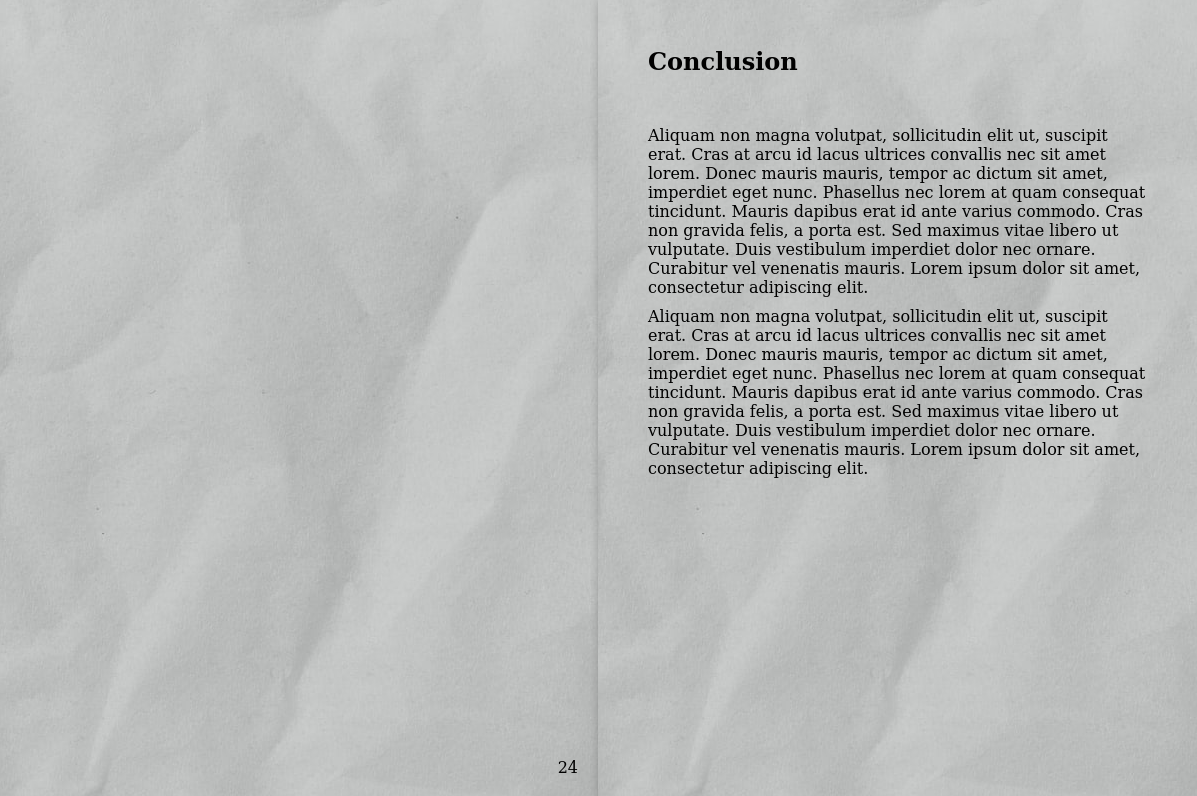 24
Conclusion
Aliquam non magna volutpat, sollicitudin elit ut, suscipit
erat. Cras at arcu id lacus ultrices convallis nec sit amet
lorem. Donec mauris mauris, tempor ac dictum sit amet,
imperdiet eget nunc. Phasellus nec lorem at quam consequat
tincidunt. Mauris dapibus erat id ante varius commodo. Cras
non gravida felis, a porta est. Sed maximus vitae libero ut
vulputate. Duis vestibulum imperdiet dolor nec ornare.
Curabitur vel venenatis mauris. Lorem ipsum dolor sit amet,
consectetur adipiscing elit.
Aliquam non magna volutpat, sollicitudin elit ut, suscipit
erat. Cras at arcu id lacus ultrices convallis nec sit amet
lorem. Donec mauris mauris, tempor ac dictum sit amet,
imperdiet eget nunc. Phasellus nec lorem at quam consequat
tincidunt. Mauris dapibus erat id ante varius commodo. Cras
non gravida felis, a porta est. Sed maximus vitae libero ut
vulputate. Duis vestibulum imperdiet dolor nec ornare.
Curabitur vel venenatis mauris. Lorem ipsum dolor sit amet,
consectetur adipiscing elit.